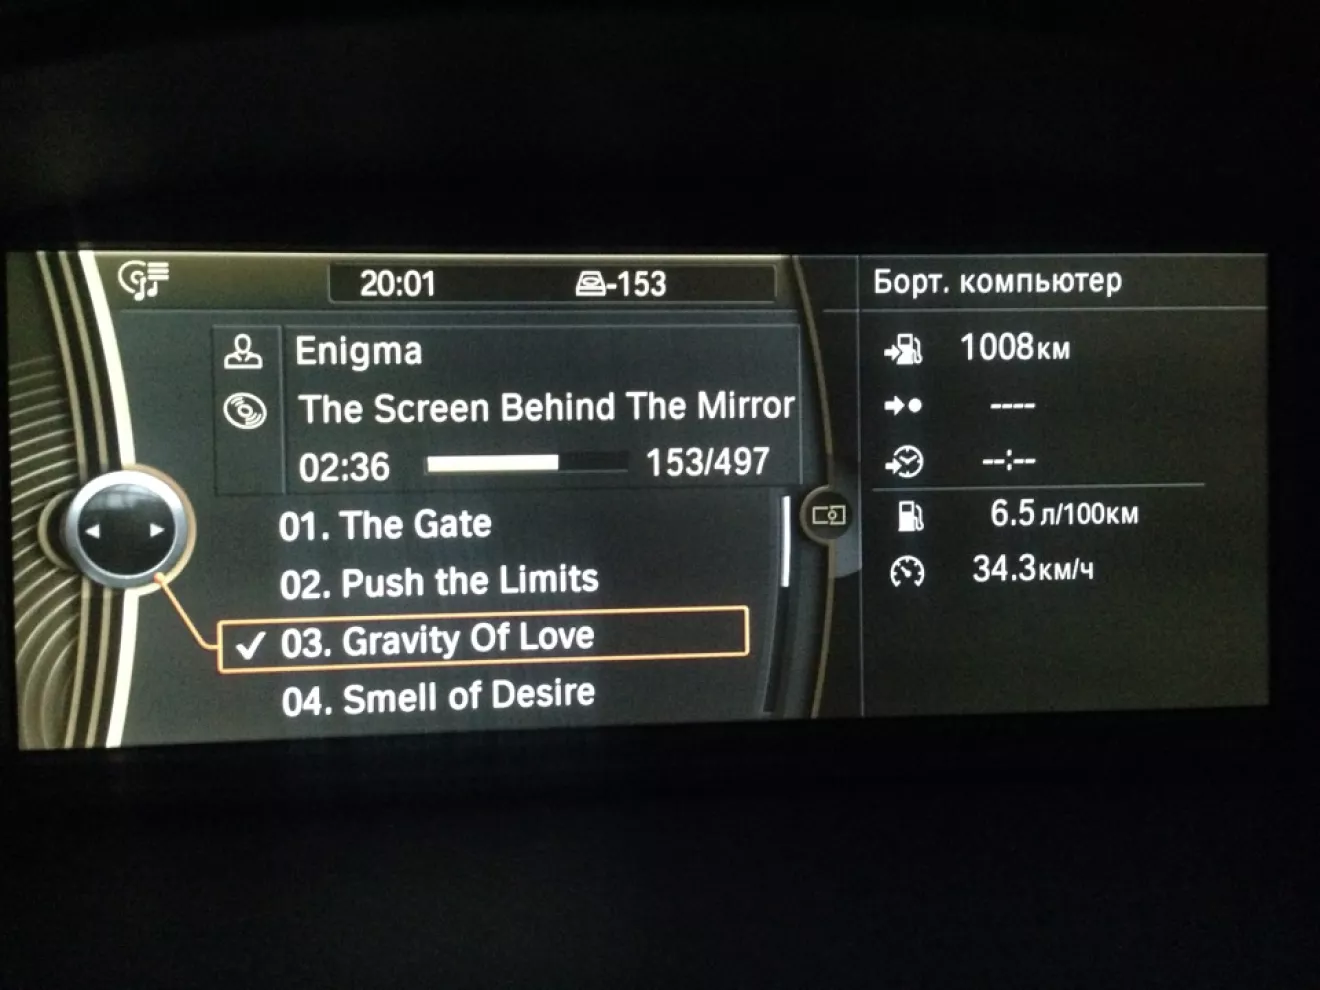 20:01 -153
Enigma
The Screen Behind The Mirror
02:36 153/497
01. The Gate
02. Push the Limits
03. Gravity Of Love
04. Smell of Desire
Борт. компьютер
1008км
----
--:--
6.5л/100км
34.3км/ч